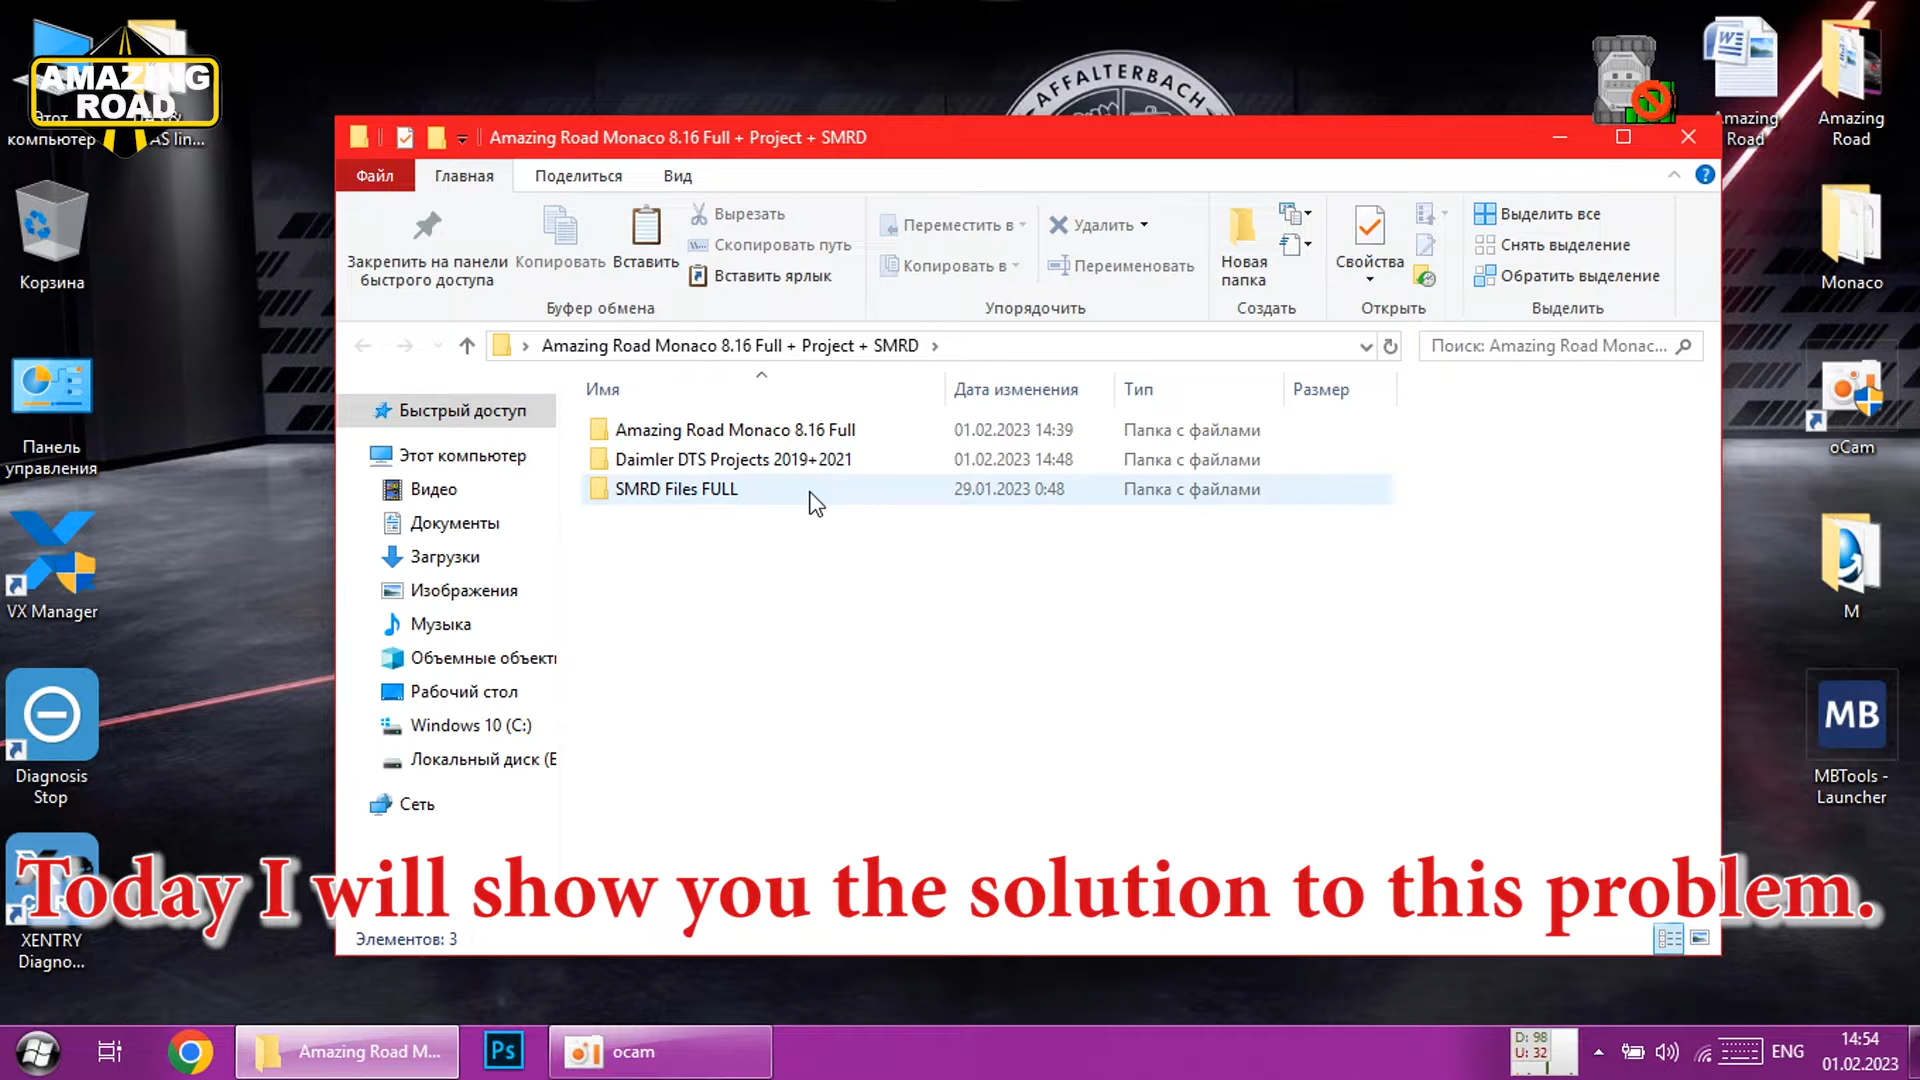 AMAZING
ROAD
Этот
компьютер
AS lin...
Корзина
Панель
управления
VX Manager
Diagnosis
Stop
XENTRY
Diagno...
AFFALTERBACH
Amazing
Road
Amazing
Road
Monaco
oCam
M
MB
MBTools -
Launcher
Amazing Road Monaco 8.16 Full + Project + SMRD
Файл
Главная
Поделиться
Вид
Закрепить на панели
быстрого доступа
Копировать
Вставить
Вырезать
Скопировать путь
Вставить ярлык
Буфер обмена
Переместить в
Копировать в
Удалить
Переименовать
Упорядочить
Новая
папка
Создать
Свойства
Открыть
Выделить все
Снять выделение
Обратить выделение
Выделить
Amazing Road Monaco 8.16 Full + Project + SMRD
Поиск: Amazing Road Monac...
Имя
Дата изменения
Тип
Размер
Amazing Road Monaco 8.16 Full 01.02.2023 14:39 Папка с файлами
Daimler DTS Projects 2019+2021 01.02.2023 14:48 Папка с файлами
SMRD Files FULL 29.01.2023 0:48 Папка с файлами
Быстрый доступ
Этот компьютер
Видео
Документы
Загрузки
Изображения
Музыка
Объемные объект
Рабочий стол
Windows 10 (C:)
Локальный диск (E
Сеть
Today I will show you the solution to this problem.
Элементов: 3
Amazing Road M...
Ps
ocam
D: 98
U: 32
ENG
14:54
01.02.2023